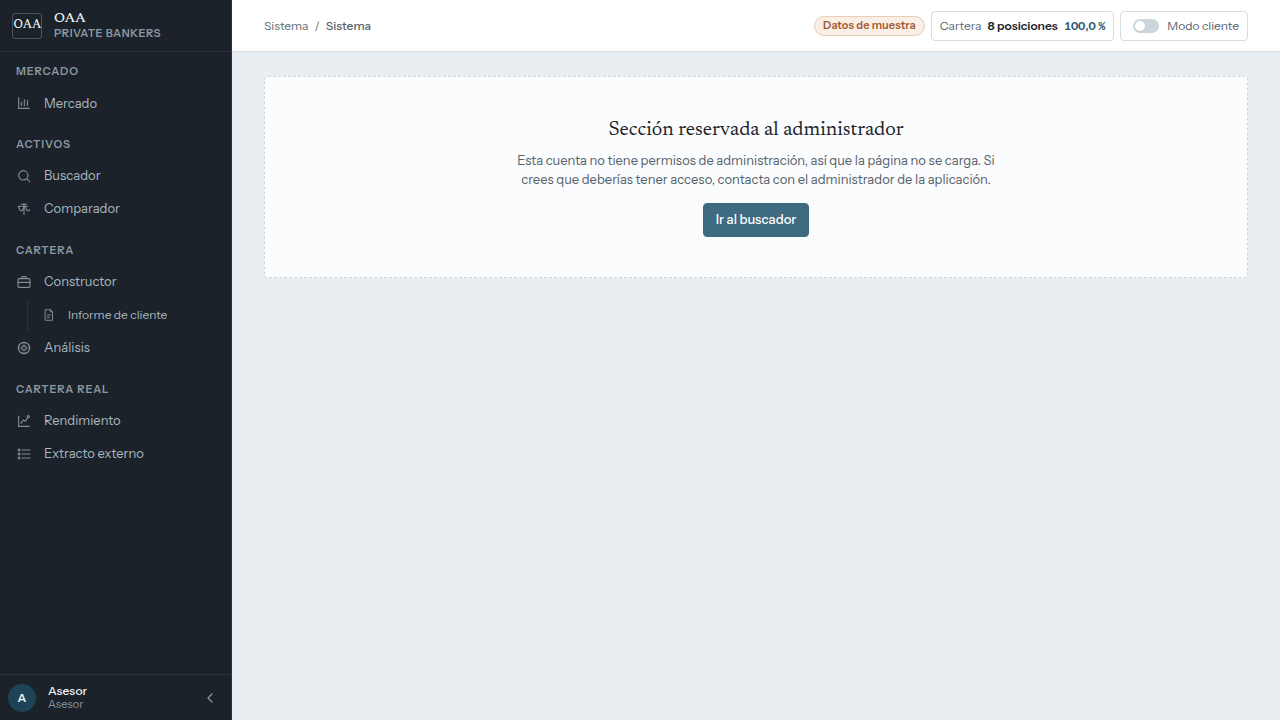 OAA
OAA
PRIVATE BANKERS
MERCADO
Mercado
ACTIVOS
Buscador
Comparador
CARTERA
Constructor
Informe de cliente
Análisis
CARTERA REAL
Rendimiento
Extracto externo
A
Asesor
Asesor
Sistema / Sistema
Datos de muestra
Cartera 8 posiciones 100,0 %
Modo cliente
Sección reservada al administrador
Esta cuenta no tiene permisos de administración, así que la página no se carga. Si
crees que deberías tener acceso, contacta con el administrador de la aplicación.
Ir al buscador